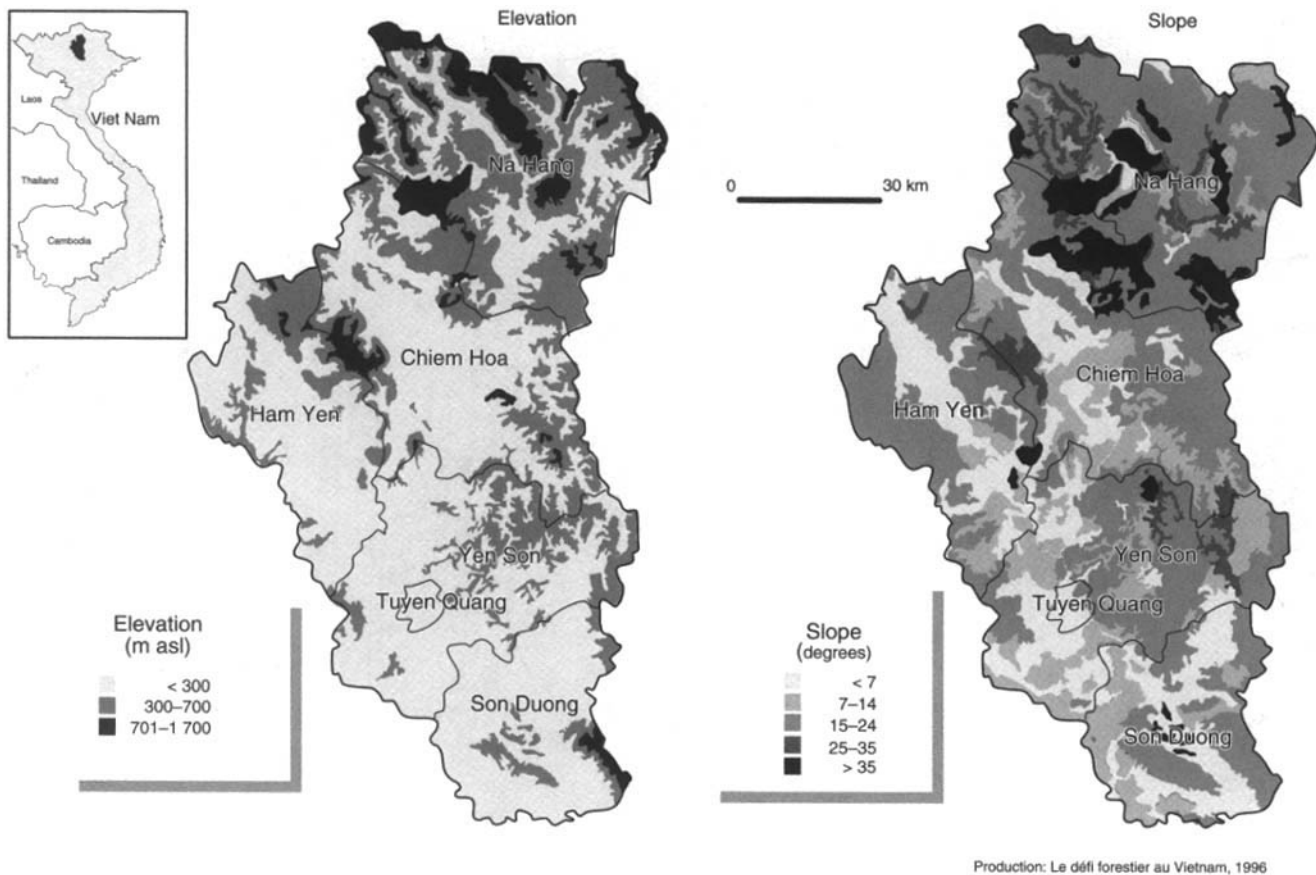 Laos
Viet Nam
Thailand
Cambodia
Elevation
Na Hang
Chiem Hoa
Ham Yen
Yen Son
Tuyen Quang
Son Duong
Elevation
(m asl)
< 300
300–700
701–1 700
0 30 km
Slope
Na Hang
Chiem Hoa
Ham Yen
Yen Son
Tuyen Quang
Son Duong
Slope
(degrees)
< 7
7–14
15–24
25–35
> 35
Production: Le défi forestier au Vietnam, 1996